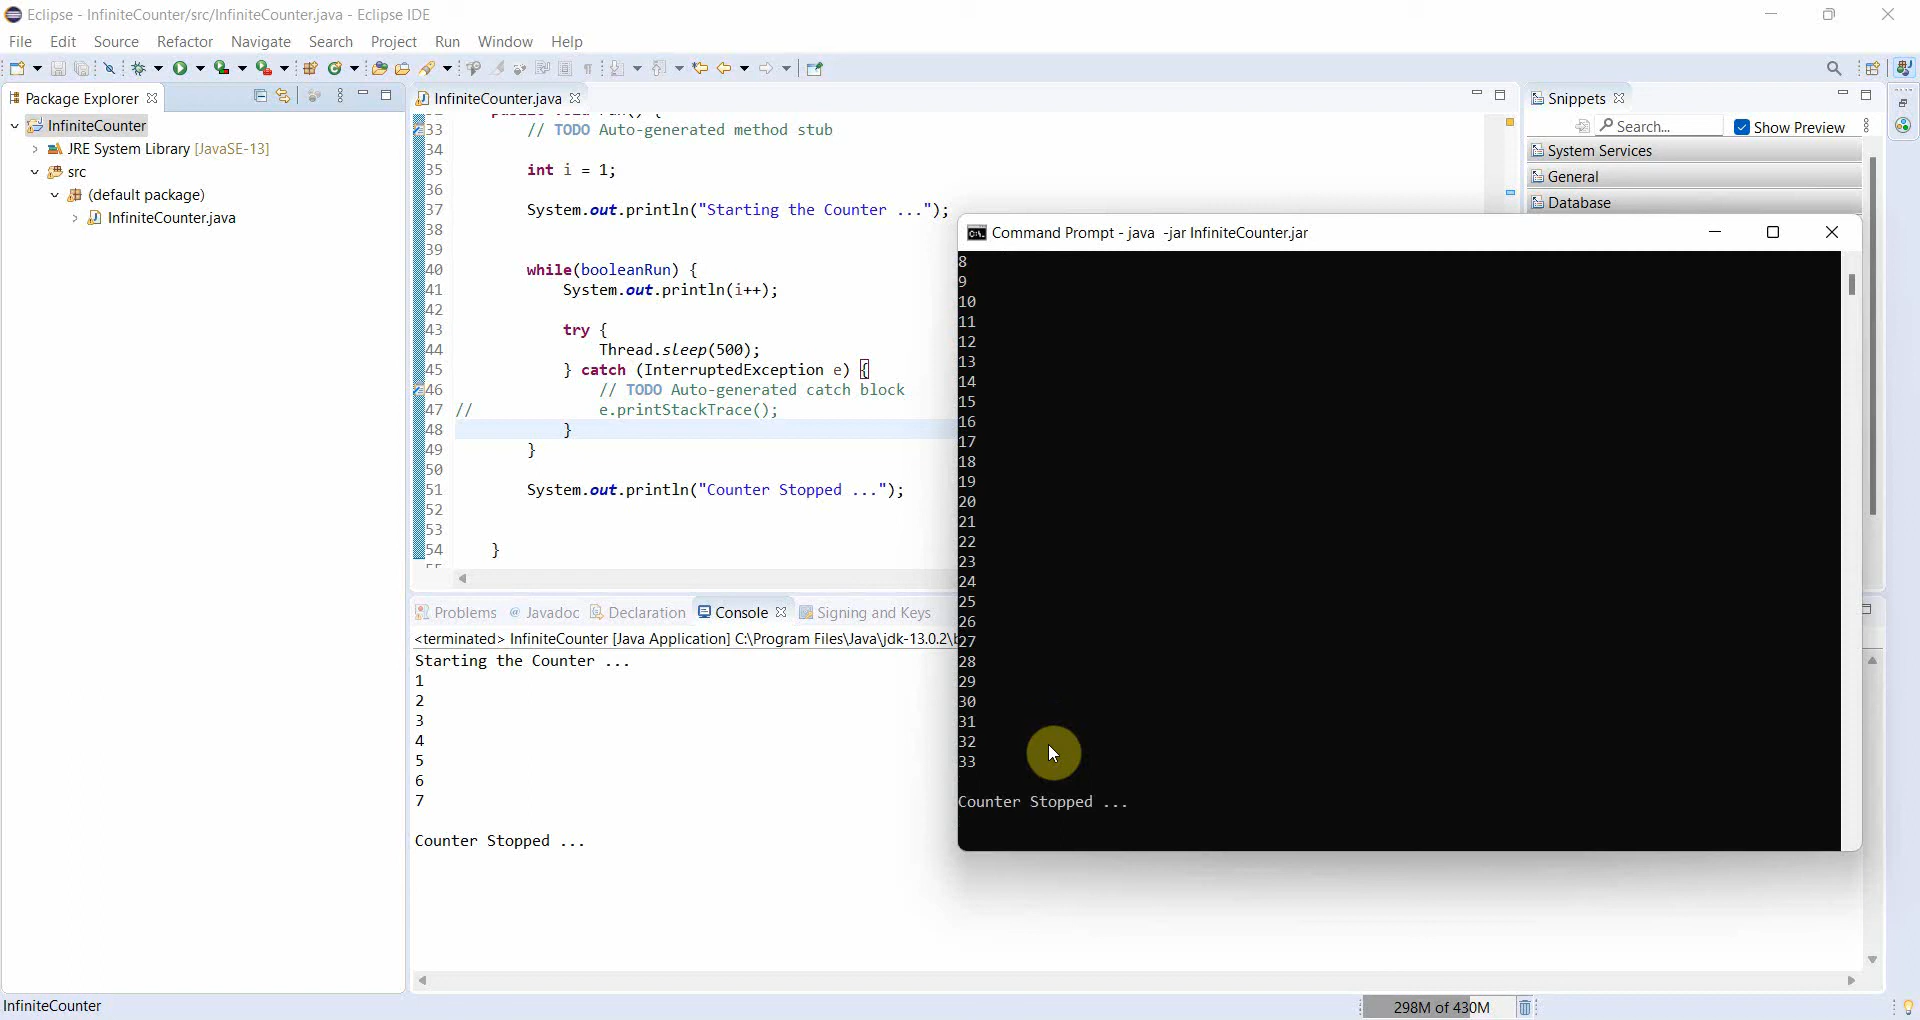 Eclipse - InfiniteCounter/src/InfiniteCounter.java - Eclipse IDE
File Edit Source Refactor Navigate Search Project Run Window Help
Package Explorer
InfiniteCounter
JRE System Library [JavaSE-13]
src
(default package)
InfiniteCounter.java
InfiniteCounter.java
33 // TODO Auto-generated method stub
34
35 int i = 1;
36
37 System.out.println("Starting the Counter ...");
38
39
40 while(booleanRun) {
41 System.out.println(i++);
42
43 try {
44 Thread.sleep(500);
45 } catch (InterruptedException e) {
46 // TODO Auto-generated catch block
47 // e.printStackTrace();
48 }
49 }
50
51 System.out.println("Counter Stopped ...");
52
53
54 }
Snippets
Search...
Show Preview
System Services
General
Database
Command Prompt - java -jar InfiniteCounter.jar
8
9
10
11
12
13
14
15
16
17
18
19
20
21
22
23
24
25
26
27
28
29
30
31
32
33
Counter Stopped ...
Problems @ Javadoc Declaration Console Signing and Keys
<terminated> InfiniteCounter [Java Application] C:\Program Files\Java\jdk-13.0.2\
Starting the Counter ...
1
2
3
4
5
6
7
Counter Stopped ...
InfiniteCounter
298M of 430M